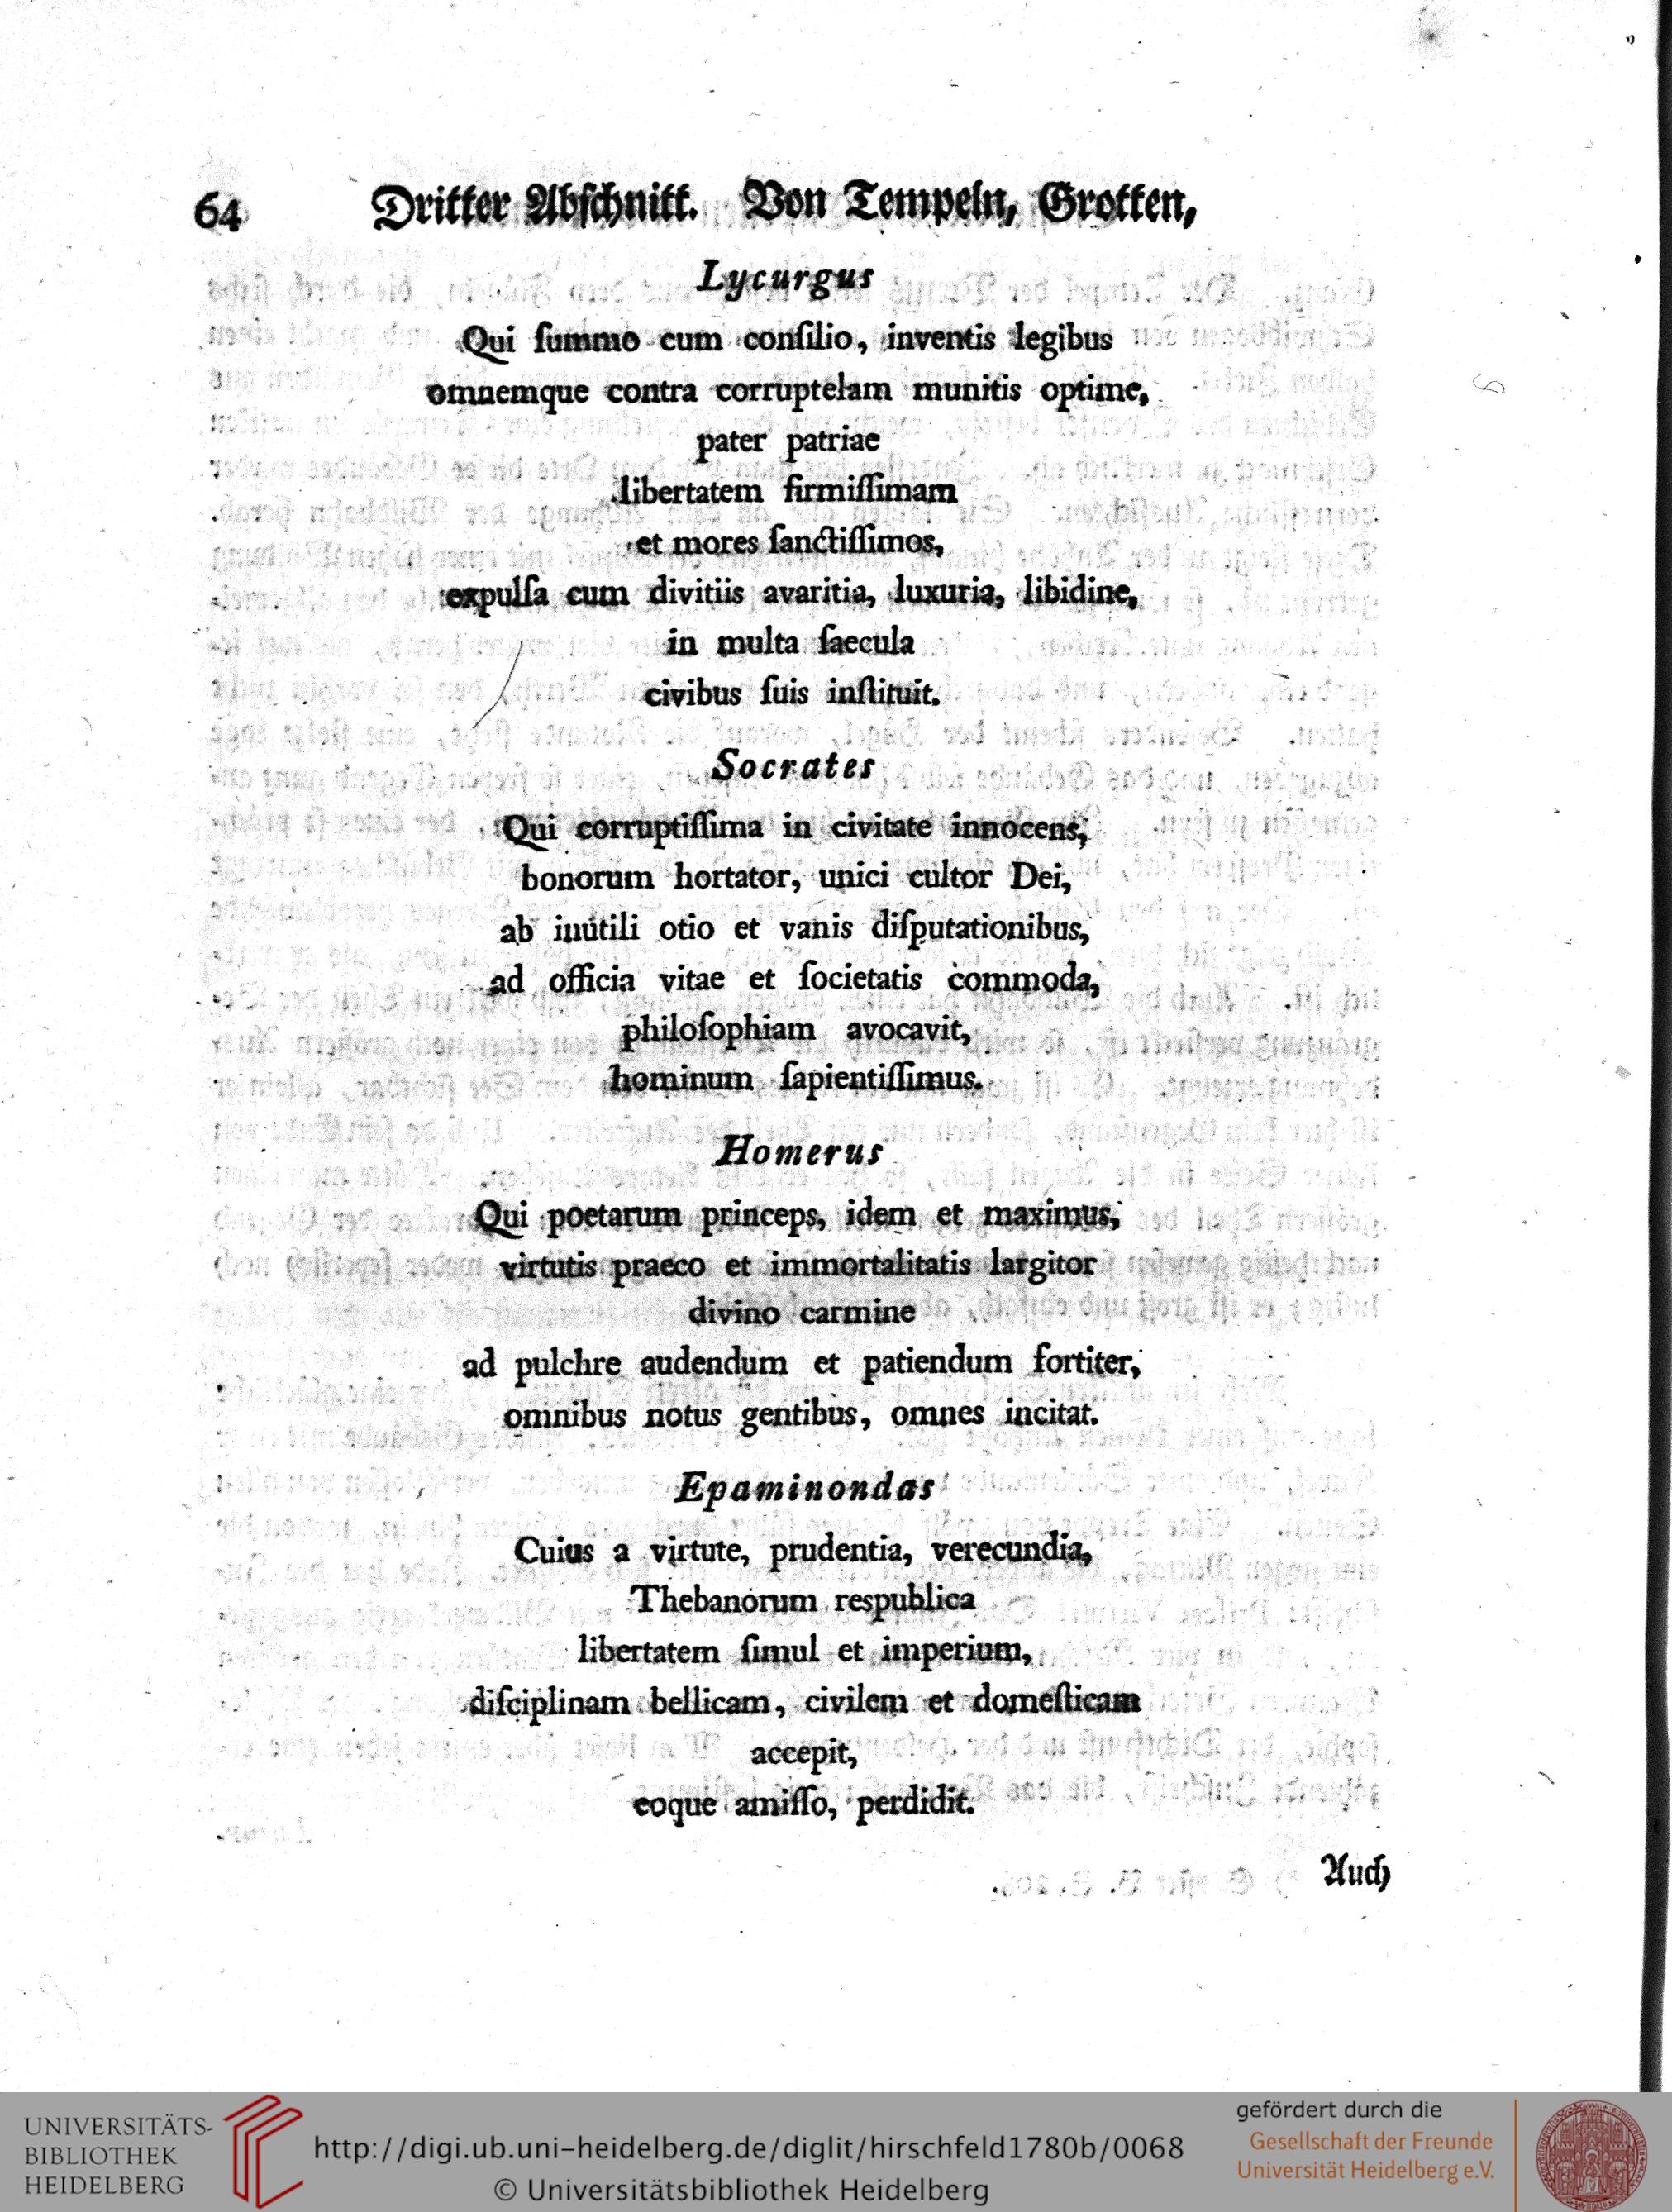 64 Dritter Abschnitt. Von Tempeln, Grotten,
Lycurgus
Qui ſummo cum conſilio, inventis legibus
omnemque contra corruptelam munitis optime,
pater patriae
libertatem firmiſſimam
et mores ſanctiſſimos,
expulſa cum divitiis avaritia, luxuria, libidine,
in multa ſaecula
civibus ſuis inſtituit.
Socrates
Qui corruptiſſima in civitate innocens,
bonorum hortator, unici cultor Dei,
ab inutili otio et vanis diſputationibus,
ad officia vitae et ſocietatis commoda,
philoſophiam avocavit,
hominum ſapientiſſimus.
Homerus
Qui poetarum princeps, idem et maximus,
virtutis praeco et immortalitatis largitor
divino carmine
ad pulchre audendum et patiendum fortiter,
omnibus notus gentibus, omnes incitat.
Epaminondas
Cuius a virtute, prudentia, verecundia,
Thebanorum respublica
libertatem ſimul et imperium,
diſciplinam bellicam, civilem et domeſticam
accepit,
eoque amiſſo, perdidit.
Auch
UNIVERSITÄTS-
BIBLIOTHEK
HEIDELBERG
http://digi.ub.uni-heidelberg.de/diglit/hirschfeld1780b/0068
© Universitätsbibliothek Heidelberg
gefördert durch die
Gesellschaft der Freunde
Universität Heidelberg e.V.